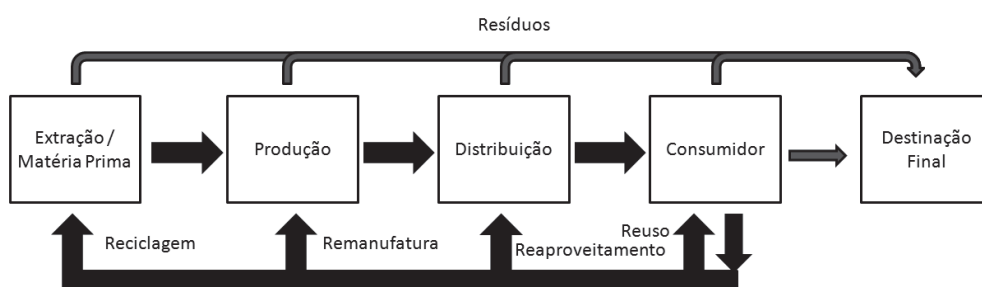 Resíduos
Extração /
Matéria Prima
Produção
Distribuição
Consumidor
Destinação
Final
Reciclagem
Remanufatura
Reaproveitamento
Reuso